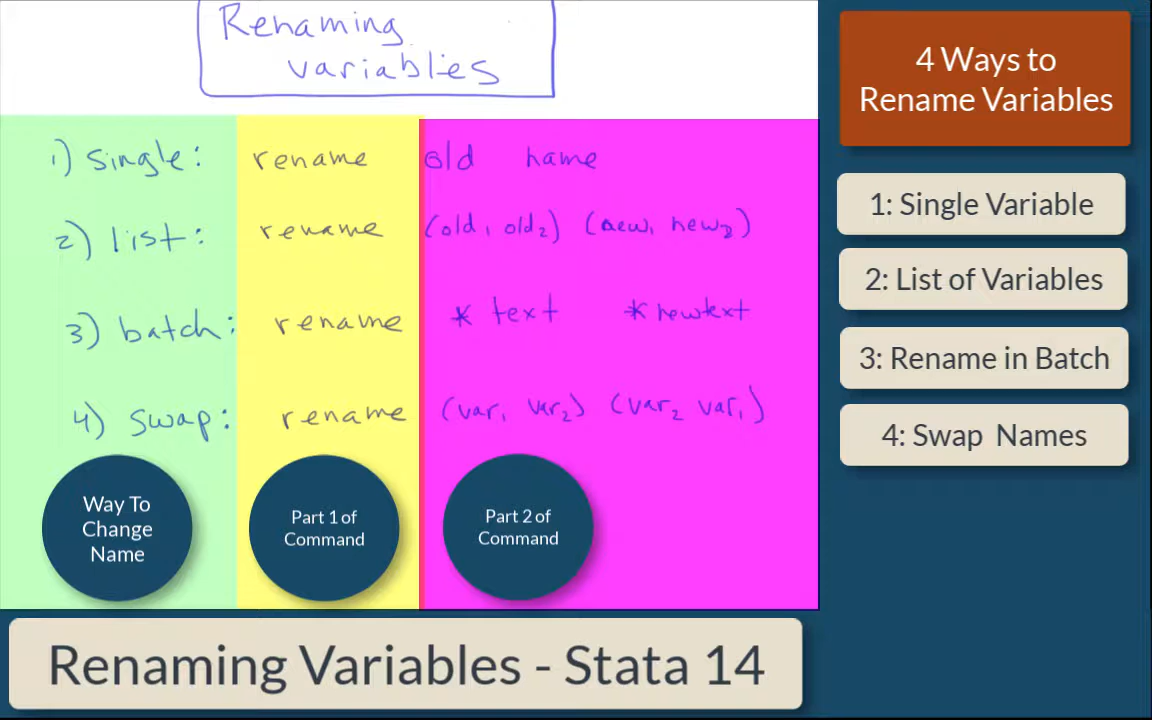 Renaming
variables
1) single: rename old name
2) list: rename (old1 old2) (new1 new2)
3) batch: rename *text *newtext
4) swap: rename (var1 var2) (var2 var1)
Way To
Change
Name
Part 1 of
Command
Part 2 of
Command
Renaming Variables - Stata 14
4 Ways to
Rename Variables
1: Single Variable
2: List of Variables
3: Rename in Batch
4: Swap Names